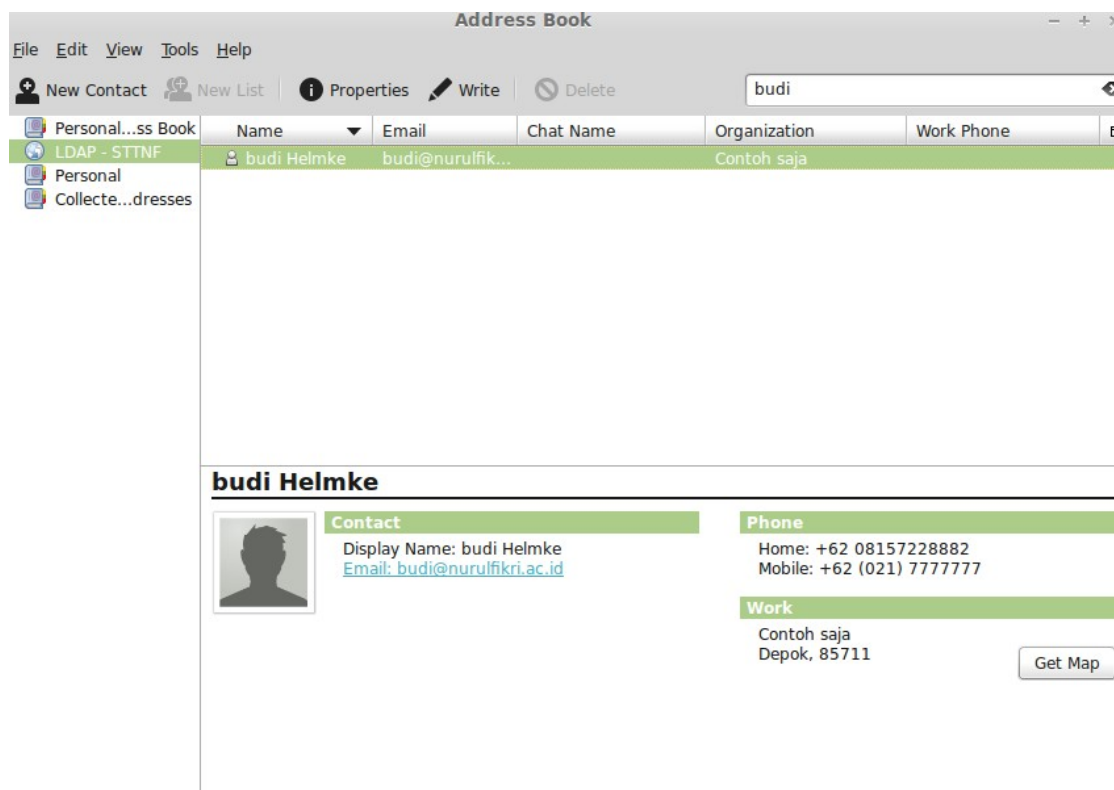 Address Book
File Edit View Tools Help
New Contact New List Properties Write Delete budi
Personal...ss Book
LDAP - STTNF
Personal
Collecte...dresses
Name Email Chat Name Organization Work Phone
budi Helmke budi@nurulfik... Contoh saja
budi Helmke
Contact
Display Name: budi Helmke
Email: budi@nurulfikri.ac.id
Phone
Home: +62 08157228882
Mobile: +62 (021) 7777777
Work
Contoh saja
Depok, 85711
Get Map